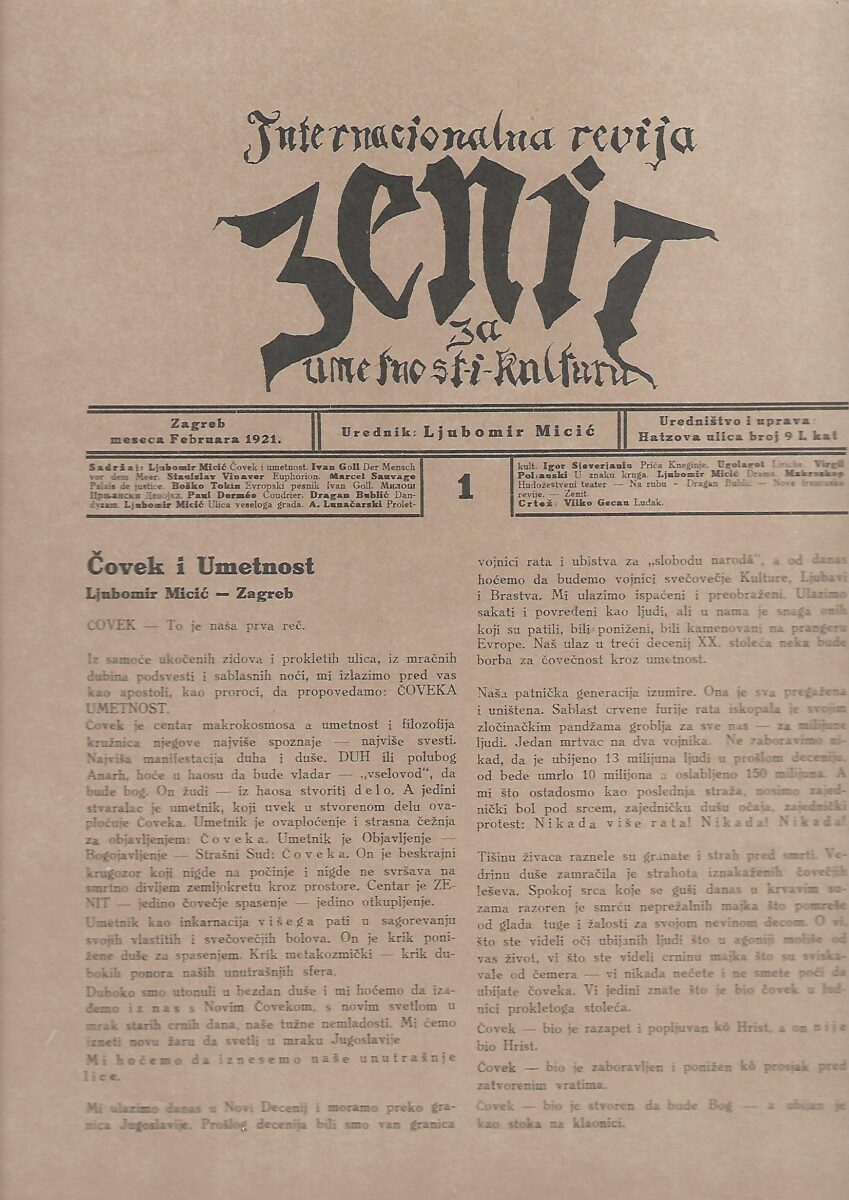 Internacionalna revija
Zenit
za
umetnost-i-kulturu
Zagreb
meseca Februara 1921.
Urednik: Ljubomir Micić
Uredništvo i uprava:
Hatzova ulica broj 9 I. kat
Sadržaj: Ljubomir Micić Čovek i umetnost. Ivan Goll Der Mensch
vor dem Meer. Stanislav Vinaver Euphorion. Marcel Sauvage
Palais de justice. Boško Tokin Evropski pesnik Ivan Goll. Милош
Црњански Девојка. Paul Dermée Coudrier. Dragan Bublić Dan-
dyzam. Ljubomir Micić Ulica veseloga grada. A. Lunačarski Prolet-
1
kult. Igor Sjeverjanin Priča Kneginje. Virgil
Poljanski U znaku kruga. Ljubomir Micić Drama. Makroskop
Hudožestveni teater — Na rubu - Dragan Bublić — Nove francuske
revije. — Zenit
Crtež: Vilko Gecan Luđak.
Čovek i Umetnost
Ljubomir Micić — Zagreb
ČOVEK — To je naša prva reč.
Iz samoće ukočenih zidova i prokletih ulica, iz mračnih
dubina podsvesti i sablasnih noći, mi izlazimo pred vas
kao apostoli, kao proroci, da propovedamo: ČOVEKA
UMETNOST.
Čovek je centar makrokosmosa a umetnost i filozofija
kružnica njegove najviše spoznaje — najviše svesti.
Najviša manifestacija duha i duše. DUH ili polubog
Anarh, hoće u haosu da bude vladar — „vselovod“, da
bude bog. On žudi — iz haosa stvoriti delo. A jedini
stvaralac je umetnik, koji uvek u stvorenom delu ova-
ploćuje Čoveka. Umetnik je ovaploćenje i strasna čežnja
za objavljenjem: Čoveka. Umetnik je Objavljenje —
Bogojavljenje — Strašni Sud: Čoveka. On je beskrajni
krugozor koji nigde na počinje i nigde ne svršava na
smrtno divljem zemljokretu kroz prostore. Centar je ZE-
NIT — jedino čovečje spasenje — jedino otkupljenje.
Umetnik kao inkarnacija višega pati u sagorevanju
svojih vlastitih i svečovečjih bolova. On je krik poni-
žene duše za spasenjem. Krik metakozmički — krik du-
bokih ponora naših unutrašnjih sfera.
Duboko smo utonuli u bezdan duše i mi hoćemo da iza-
đemo iz nas s Novim Čovekom, s novim svetlom u
mrak starih crnih dana, naše tužne nemladosti. Mi ćemo
izneti novu žaru da svetli u mraku Jugoslavije
Mi hoćemo da iznesemo naše unutrašnje
lice.
Mi ulazimo danas u Novi Decenij i moramo preko gra-
nica Jugoslavije. Prošlog decenija bili smo van granica
vojnici rata i ubistva za „slobodu narodâ“, a od danas
hoćemo da budemo vojnici svečovečje Kulture, Ljubavi
i Bratstva. Mi ulazimo ispaćeni i preobraženi. Ulazimo
sakati i povređeni kao ljudi, ali u nama je snaga onih
koji su patili, bili poniženi, bili kamenovani na prangeru
Evrope. Naš ulaz u treći decenij XX. stoleća neka bude
borba za čovečnost kroz umetnost.
Naša patnička generacija izumire. Ona je sva pregažena
i uništena. Sablast crvene furije rata iskopala je svojim
zločinačkim pandžama groblja za sve nas — za milijune
ljudi. Jedan mrtvac na dva vojnika. Ne zaboravimo ni-
kad, da je ubijeno 13 milijuna ljudi u prošlom deceniju,
od bede umrlo 10 milijona a oslabljeno 150 milijuna. A
mi što ostadosmo kao poslednja straža, nosimo zajed-
nički bol pod srcem, zajedničku dušu očaja, zajednički
protest: Nikada više rata! Nikada! Nikada!
Tišinu živaca raznele su granate i strah pred smrti. Ve-
drinu duše zamračila je strahota iznakaženih čovečjih
leševa. Spokoj srca koje se guši danas u krvavim su-
zama razoren je smrću neprežalnih majka što pomreše
od glada tuge i žalosti za svojom nevinom decom. O vi,
što ste videli oči ubijanih ljudi što u agoniji moliše od
vas život, vi što ste videli crninu majka što su sviska-
vale od čemera — vi nikada nećete i ne smete poći da
ubijate čoveka. Vi jedini znate što je bio čovek u lud-
nici prokletoga stoleća.
Čovek — bio je razapet i popljuvan kô Hrist, a on nije
bio Hrist.
Čovek — bio je zaboravljen i ponižen kô prosjak pred
zatvorenim vratima.
Čovek — bio je stvoren da bude Bog — a ubijan je
kao stoka na klaonici.